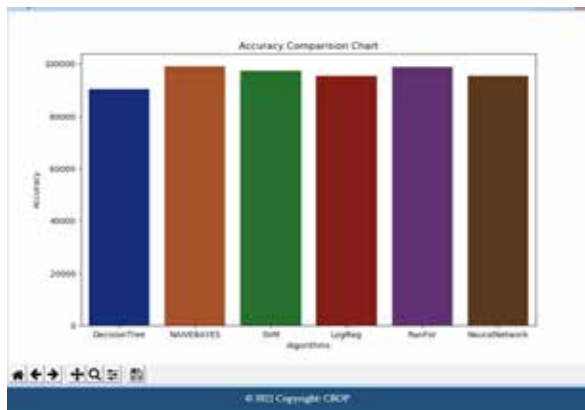 Accuracy Comparision Chart
100000
80000
60000
40000
20000
0
Accuracy
DecisionTree NAIVEBAYES SVM LogReg RanFor NeuralNetwork
Algorithms
© 2022 Copyright: CROP